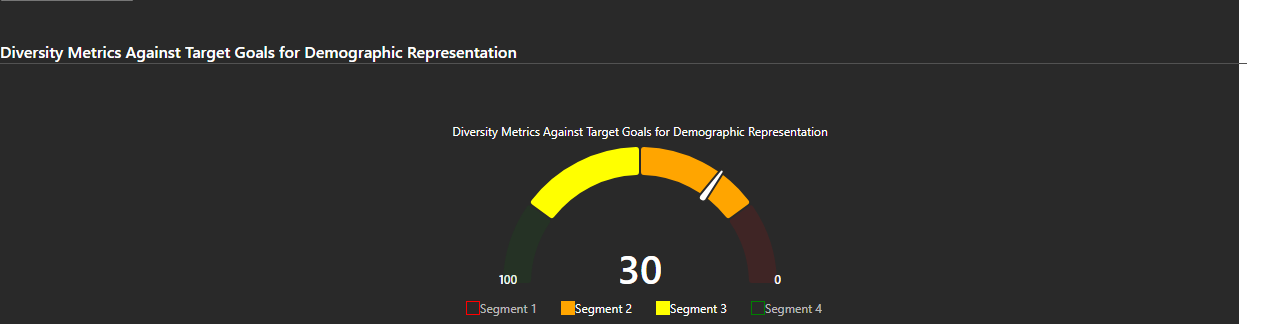 Diversity Metrics Against Target Goals for Demographic Representation
Diversity Metrics Against Target Goals for Demographic Representation
30
100 0
Segment 1 Segment 2 Segment 3 Segment 4